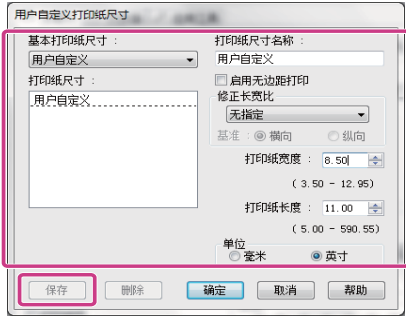 用户自定义打印纸尺寸
基本打印纸尺寸：
用户自定义
打印纸尺寸：
用户自定义
打印纸尺寸名称：
用户自定义
启用无边距打印
修正长宽比
无指定
基准：横向 纵向
打印纸宽度： 8.50
(3.50 - 12.95)
打印纸长度： 11.00
(5.00 - 590.55)
单位
毫米 英寸
保存 删除 确定 取消 帮助